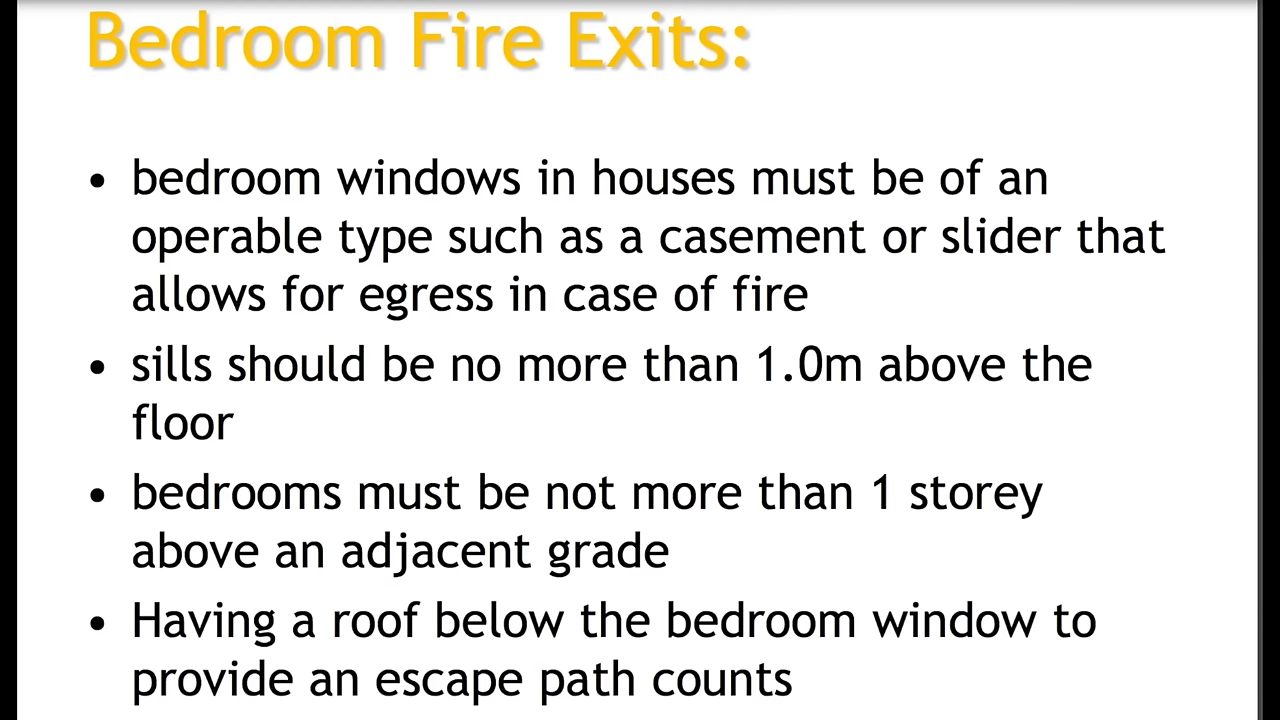 Bedroom Fire Exits:
• bedroom windows in houses must be of an
operable type such as a casement or slider that
allows for egress in case of fire
• sills should be no more than 1.0m above the
floor
• bedrooms must be not more than 1 storey
above an adjacent grade
• Having a roof below the bedroom window to
provide an escape path counts